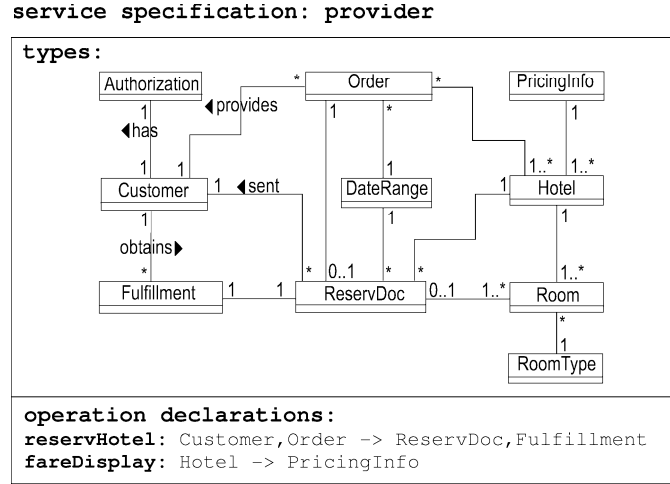 service specification: provider
types:
Authorization
Order
PricingInfo
* *
◀provides
1 1 * 1
◀has
1 1 1 1 1..* 1..*
Customer
1 ◀sent
DateRange
1
Hotel
1 1 1
obtains▶
* * 0..1 * * 1..*
Fulfillment
1 1
ReservDoc
0..1 1..*
Room
*
1
RoomType
operation declarations:
reservHotel: Customer,Order -> ReservDoc,Fulfillment
fareDisplay: Hotel -> PricingInfo